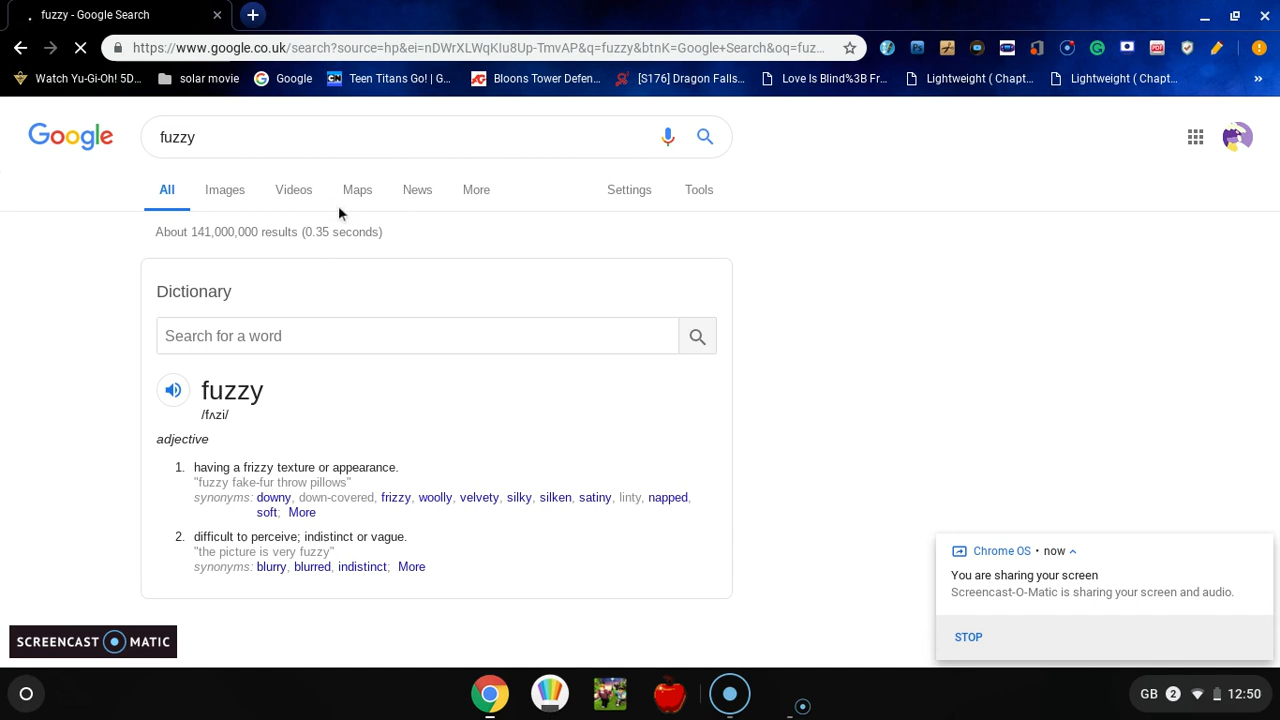 fuzzy - Google Search
https://www.google.co.uk/search?source=hp&ei=nDWrXLWqKIu8Up-TmvAP&q=fuzzy&btnK=Google+Search&oq=fuz...
Watch Yu-Gi-Oh! 5D... solar movie Google Teen Titans Go! | G... Bloons Tower Defen... [S176] Dragon Falls... Love Is Blind%3B Fr... Lightweight ( Chapt... Lightweight ( Chapt... »
Google fuzzy
All Images Videos Maps News More Settings Tools
About 141,000,000 results (0.35 seconds)
Dictionary
Search for a word
fuzzy
/fʌzi/
adjective
1. having a frizzy texture or appearance.
"fuzzy fake-fur throw pillows"
synonyms: downy, down-covered, frizzy, woolly, velvety, silky, silken, satiny, linty, napped,
soft; More
2. difficult to perceive; indistinct or vague.
"the picture is very fuzzy"
synonyms: blurry, blurred, indistinct; More
Chrome OS • now
You are sharing your screen
Screencast-O-Matic is sharing your screen and audio.
STOP
SCREENCAST MATIC
GB 2 12:50